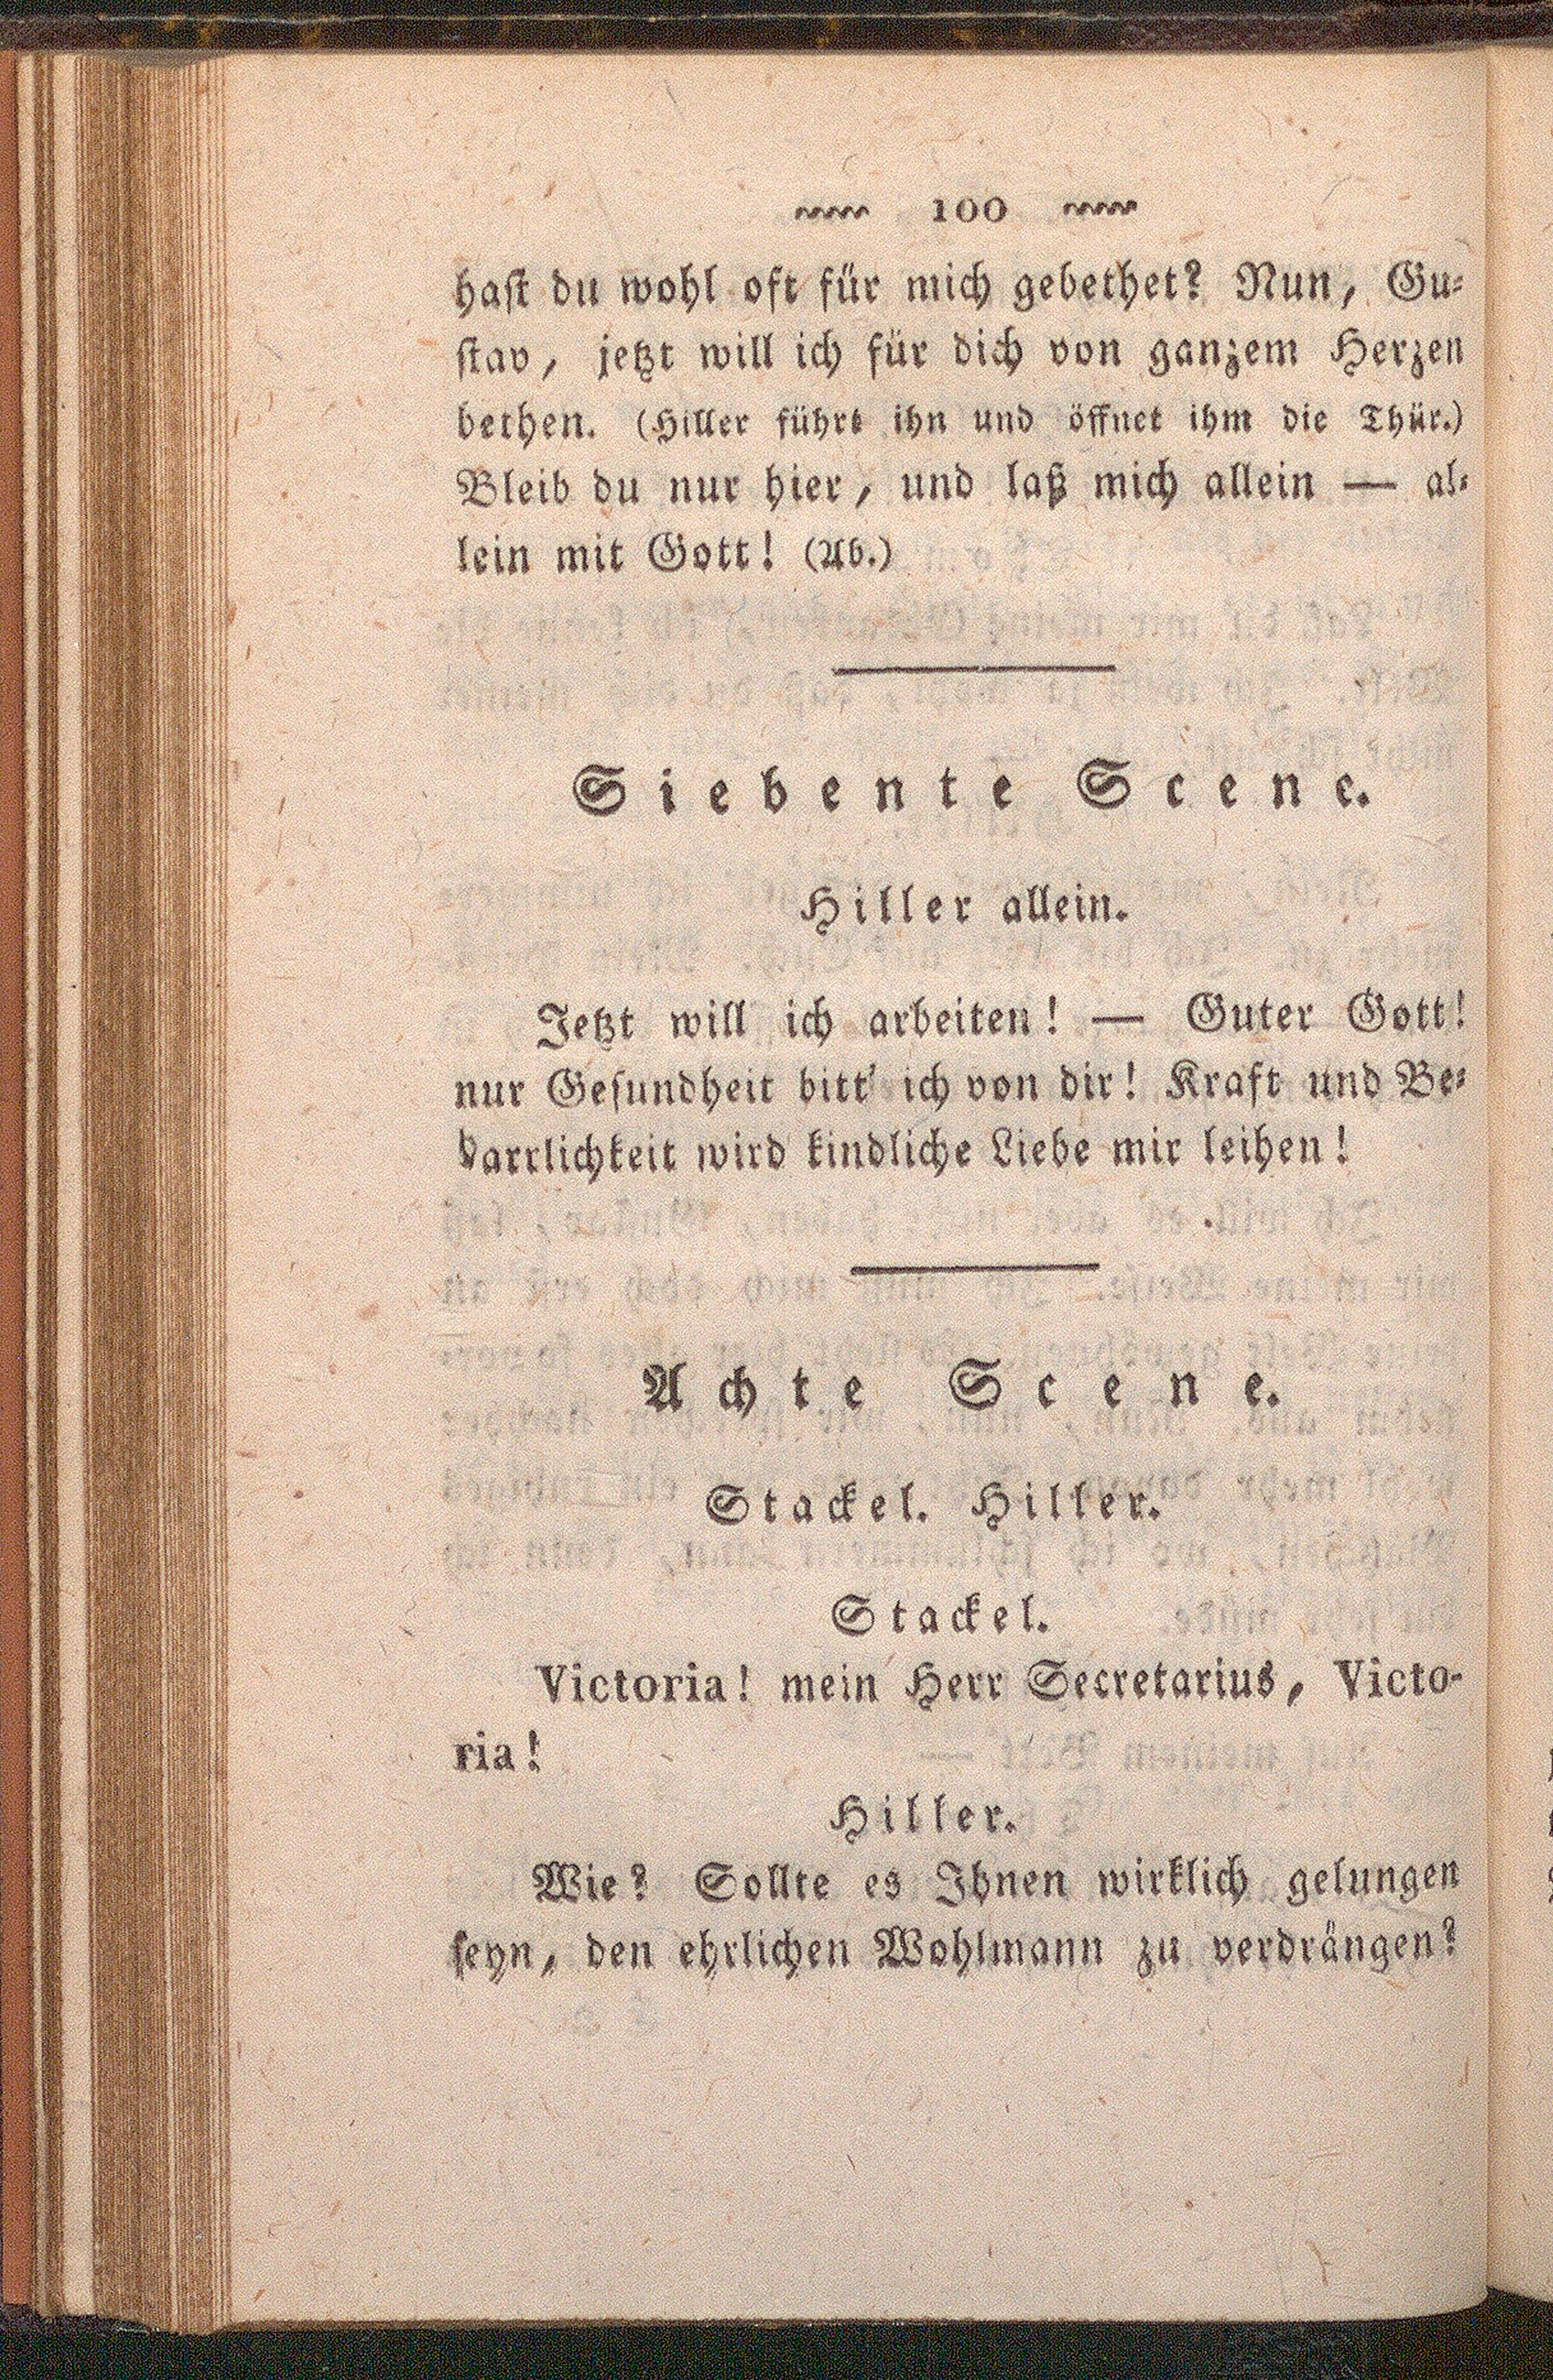 100
hast du wohl oft für mich gebethet? Nun, Gu-
stav, jetzt will ich für dich von ganzem Herzen
bethen. (Hiller führt ihn und öffnet ihm die Thür.)
Bleib du nur hier, und laß mich allein — al-
lein mit Gott! (Ab.)
Siebente Scene.
Hiller allein.
Jetzt will ich arbeiten! — Guter Gott!
nur Gesundheit bitt' ich von dir! Kraft und Be-
harrlichkeit wird kindliche Liebe mir leihen!
Achte Scene.
Stackel. Hiller.
Stackel.
Victoria! mein Herr Secretarius, Victo-
ria!
Hiller.
Wie? Sollte es Ihnen wirklich gelungen
seyn, den ehrlichen Wohlmann zu verdrängen?